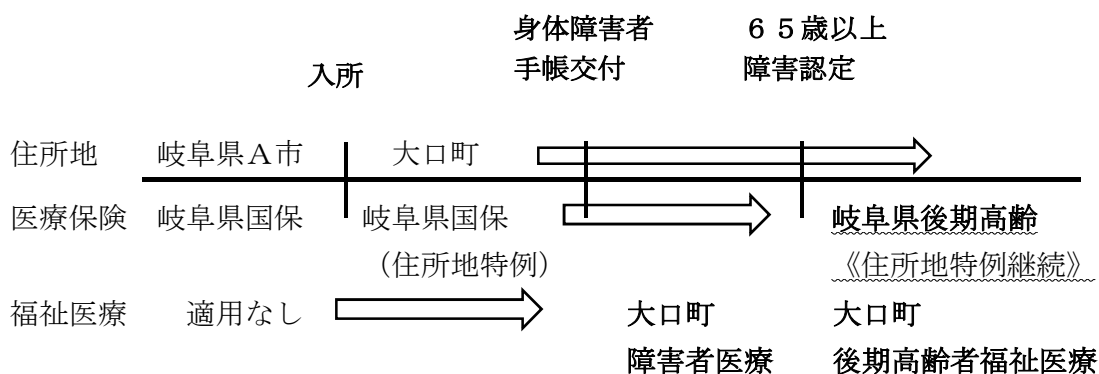 身体障害者 ６５歳以上
入所 手帳交付 障害認定
住所地 岐阜県Ａ市 大口町
医療保険 岐阜県国保 岐阜県国保 岐阜県後期高齢
（住所地特例） 《住所地特例継続》
福祉医療 適用なし 大口町 大口町
障害者医療 後期高齢者福祉医療